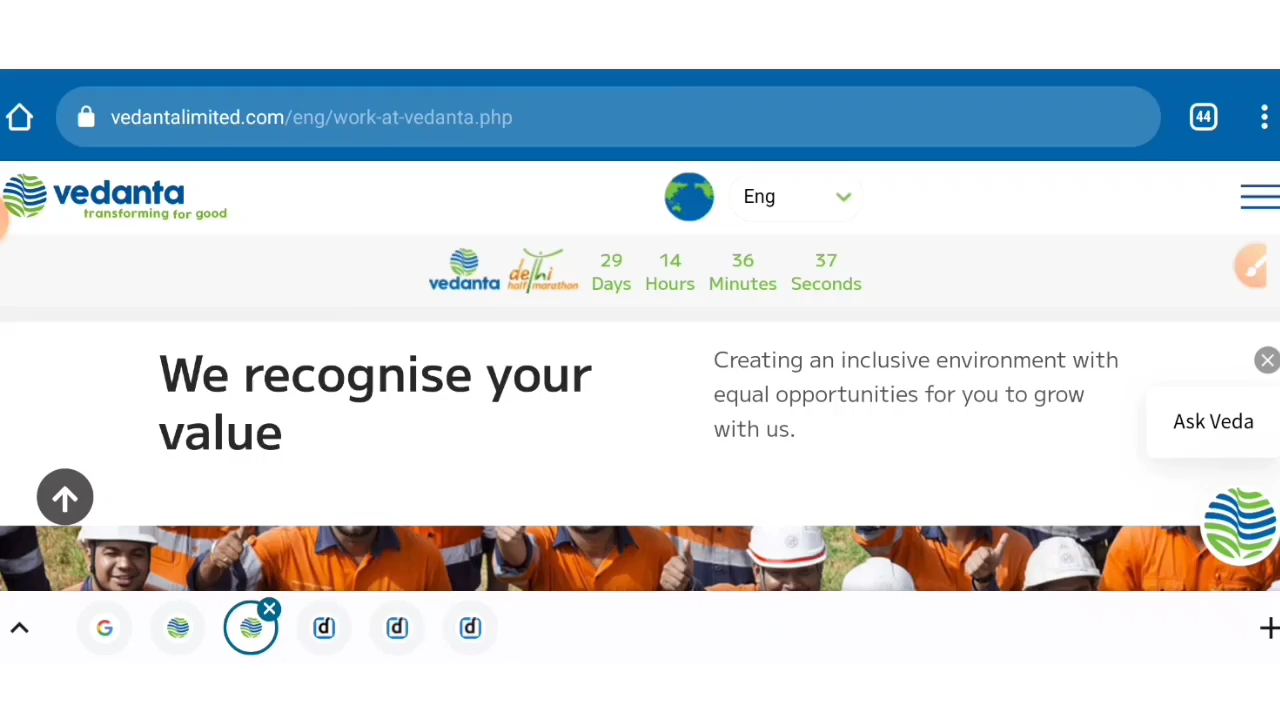 44
vedantalimited.com/eng/work-at-vedanta.php
vedanta
transforming for good
Eng
vedanta
delhi
half marathon
29 14 36 37
Days Hours Minutes Seconds
We recognise your
value
Creating an inclusive environment with
equal opportunities for you to grow
with us.
Ask Veda
G
d
d
d